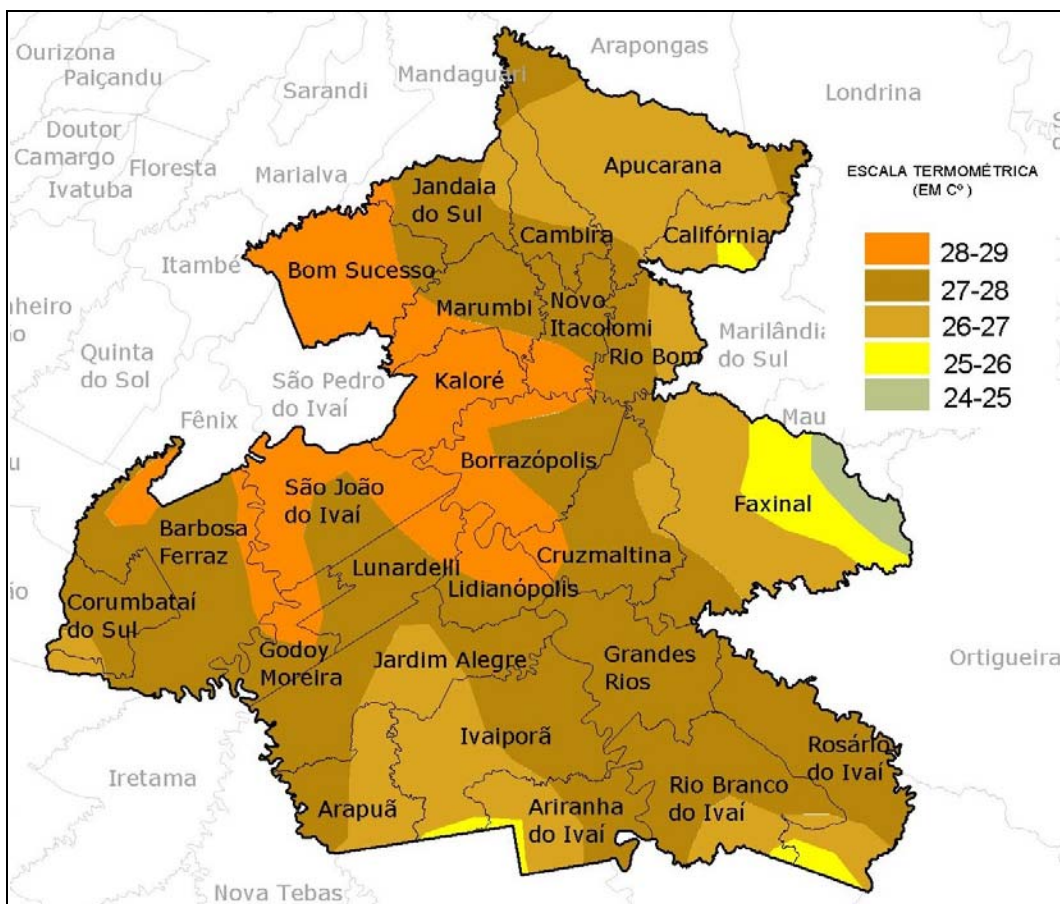 Ourizona
Paiçandu
Sarandi
Mandaguari
Arapongas
Londrina
Doutor
Camargo
Floresta
Ivatuba
Marialva
Jandaia
do Sul
Apucarana
ESCALA TERMOMÉTRICA
(EM Cº)
28-29
27-28
26-27
25-26
24-25
Cambira
Califórnia
Itambé
Bom Sucesso
Marumbi
Novo
Itacolomi
Rio Bom
Marilândia
do Sul
Quinta
do Sol
São Pedro
do Ivaí
Kaloré
Mau
Fênix
Borrazópolis
São João
do Ivaí
Faxinal
Barbosa
Ferraz
Cruzmaltina
Lunardelli
Lidianópolis
Corumbataí
do Sul
Godoy
Moreira
Jardim Alegre
Grandes
Rios
Ortigueira
Ivaiporã
Rosário
do Ivaí
Iretama
Rio Branco
do Ivaí
Arapuã
Ariranha
do Ivaí
Nova Tebas